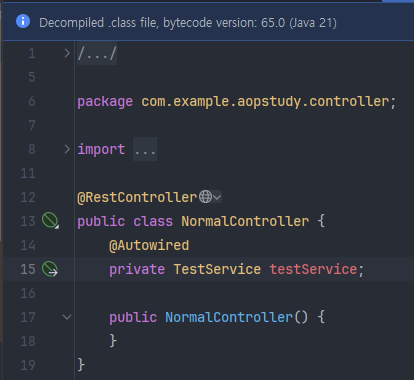 Decompiled .class file, bytecode version: 65.0 (Java 21)
1 /.../
5
6 package com.example.aopstudy.controller;
7
8 import ...
11
12 @RestController
13 public class NormalController {
14 @Autowired
15 private TestService testService;
16
17 public NormalController() {
18 }
19 }